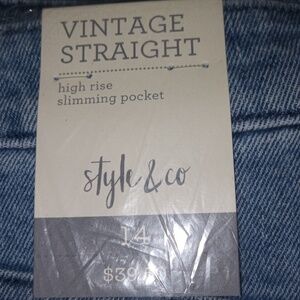 VINTAGE
STRAIGHT
high rise
slimming pocket
style & co
14